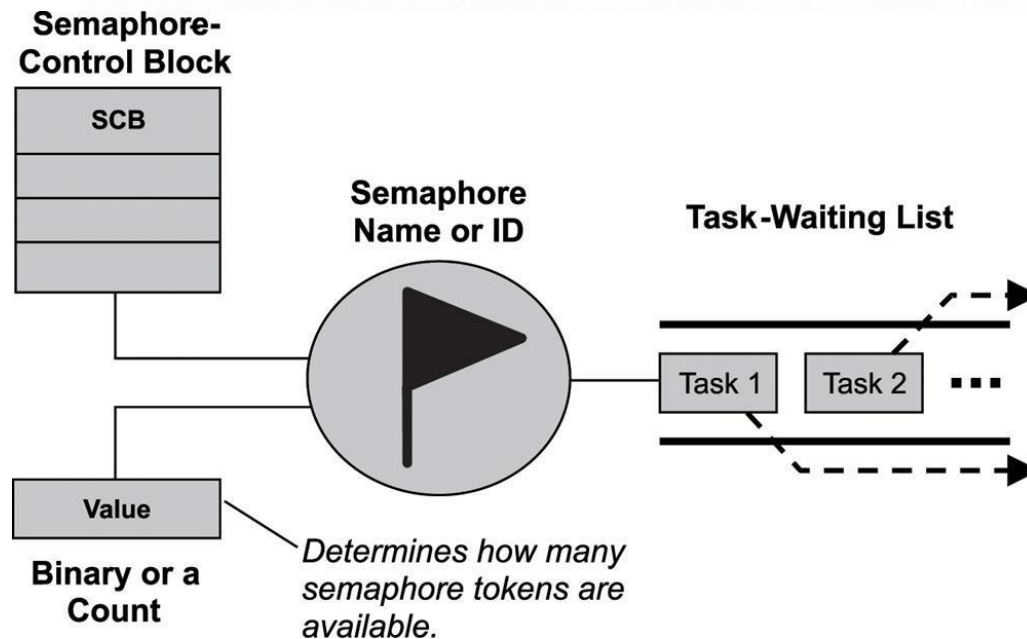 Semaphore-
Control Block
SCB
Semaphore
Name or ID
Task-Waiting List
Task 1
Task 2
Value
Binary or a
Count
Determines how many
semaphore tokens are
available.